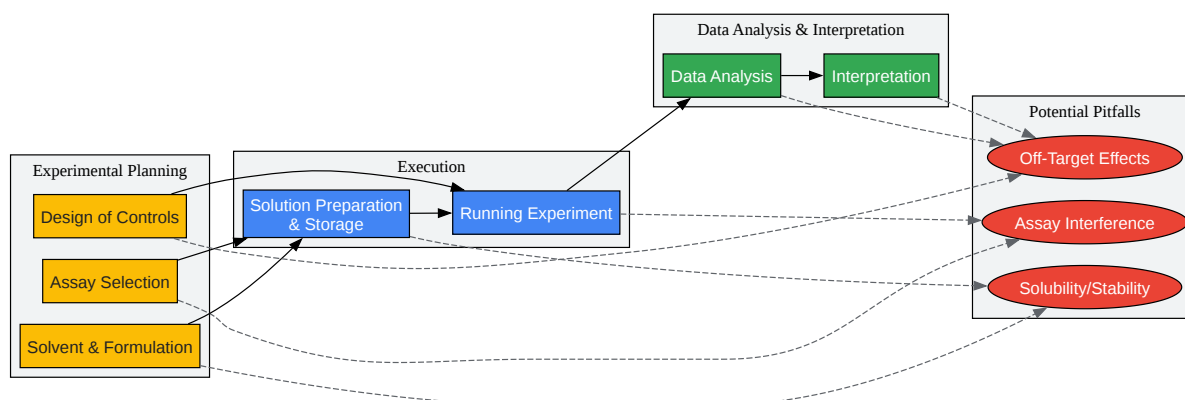 Experimental Planning
Design of Controls
Assay Selection
Solvent & Formulation
Execution
Solution Preparation
& Storage
Running Experiment
Data Analysis & Interpretation
Data Analysis
Interpretation
Potential Pitfalls
Off-Target Effects
Assay Interference
Solubility/Stability